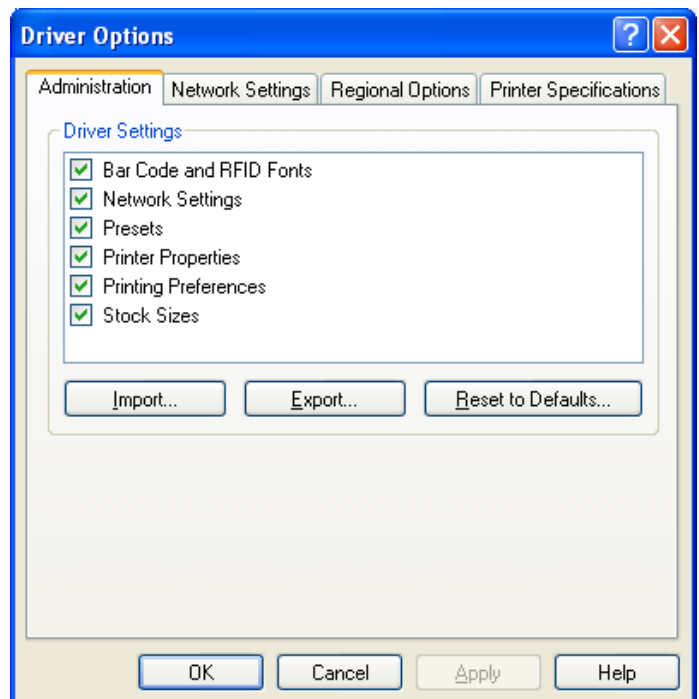 Driver Options
Administration Network Settings Regional Options Printer Specifications
Driver Settings
Bar Code and RFID Fonts
Network Settings
Presets
Printer Properties
Printing Preferences
Stock Sizes
Import... Export... Reset to Defaults...
OK Cancel Apply Help